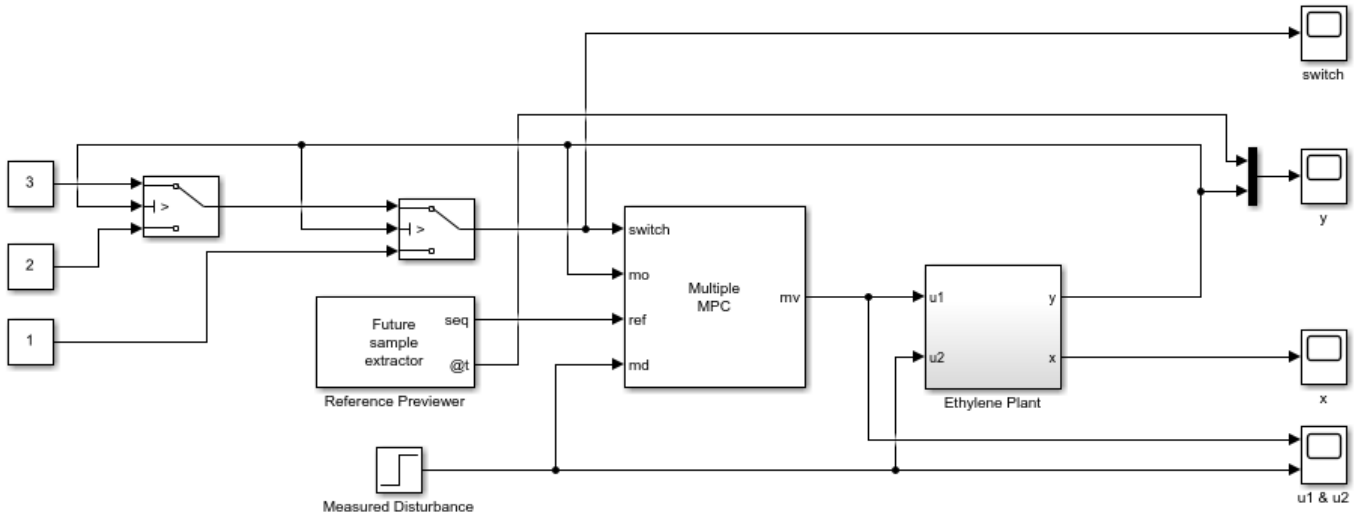 switch
3
>
>
y
2
switch
mo
Multiple
MPC
mv
u1
y
1
Future
sample
extractor
seq
@t
ref
md
u2
x
Reference Previewer
Ethylene Plant
x
Measured Disturbance
u1 & u2